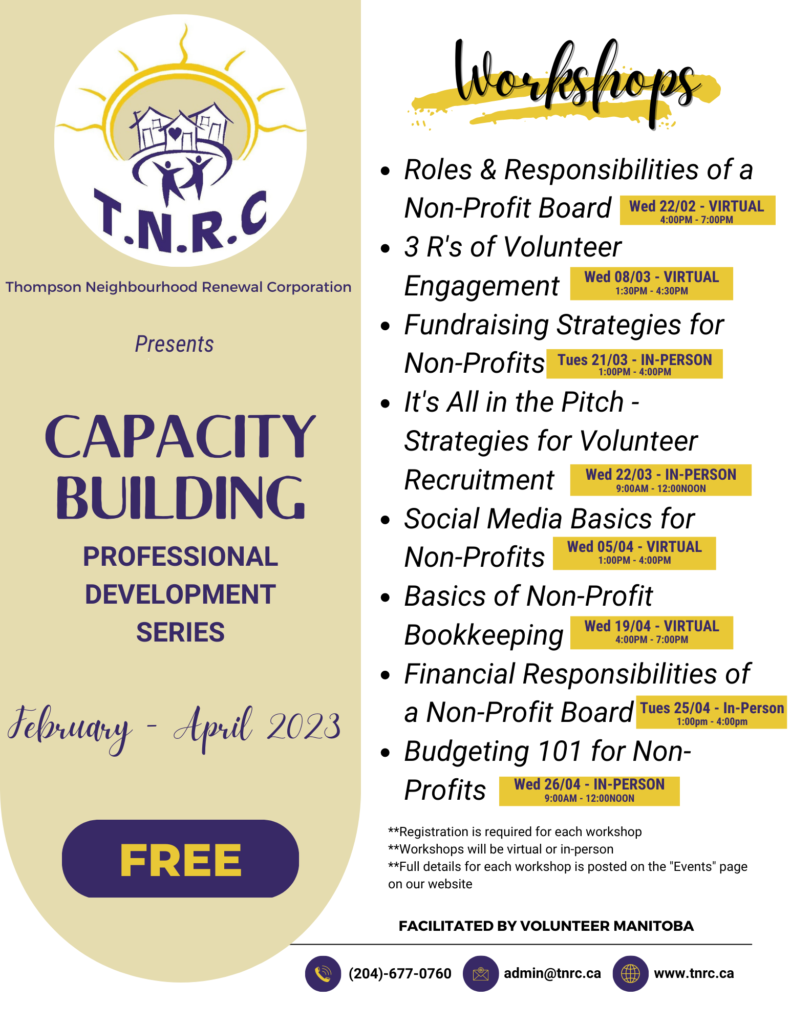 T.N.R.C
Thompson Neighbourhood Renewal Corporation
Presents
CAPACITY
BUILDING
PROFESSIONAL
DEVELOPMENT
SERIES
February - April 2023
FREE
Workshops
• Roles & Responsibilities of a
Non-Profit Board Wed 22/02 - VIRTUAL
4:00PM - 7:00PM
• 3 R's of Volunteer
Engagement Wed 08/03 - VIRTUAL
1:30PM - 4:30PM
• Fundraising Strategies for
Non-Profits Tues 21/03 - IN-PERSON
1:00PM - 4:00PM
• It's All in the Pitch -
Strategies for Volunteer
Recruitment Wed 22/03 - IN-PERSON
9:00AM - 12:00NOON
• Social Media Basics for
Non-Profits Wed 05/04 - VIRTUAL
1:00PM - 4:00PM
• Basics of Non-Profit
Bookkeeping Wed 19/04 - VIRTUAL
4:00PM - 7:00PM
• Financial Responsibilities of
a Non-Profit Board Tues 25/04 - In-Person
1:00pm - 4:00pm
• Budgeting 101 for Non-
Profits Wed 26/04 - IN-PERSON
9:00AM - 12:00NOON
**Registration is required for each workshop
**Workshops will be virtual or in-person
**Full details for each workshop is posted on the "Events" page
on our website
FACILITATED BY VOLUNTEER MANITOBA
(204)-677-0760 admin@tnrc.ca www.tnrc.ca